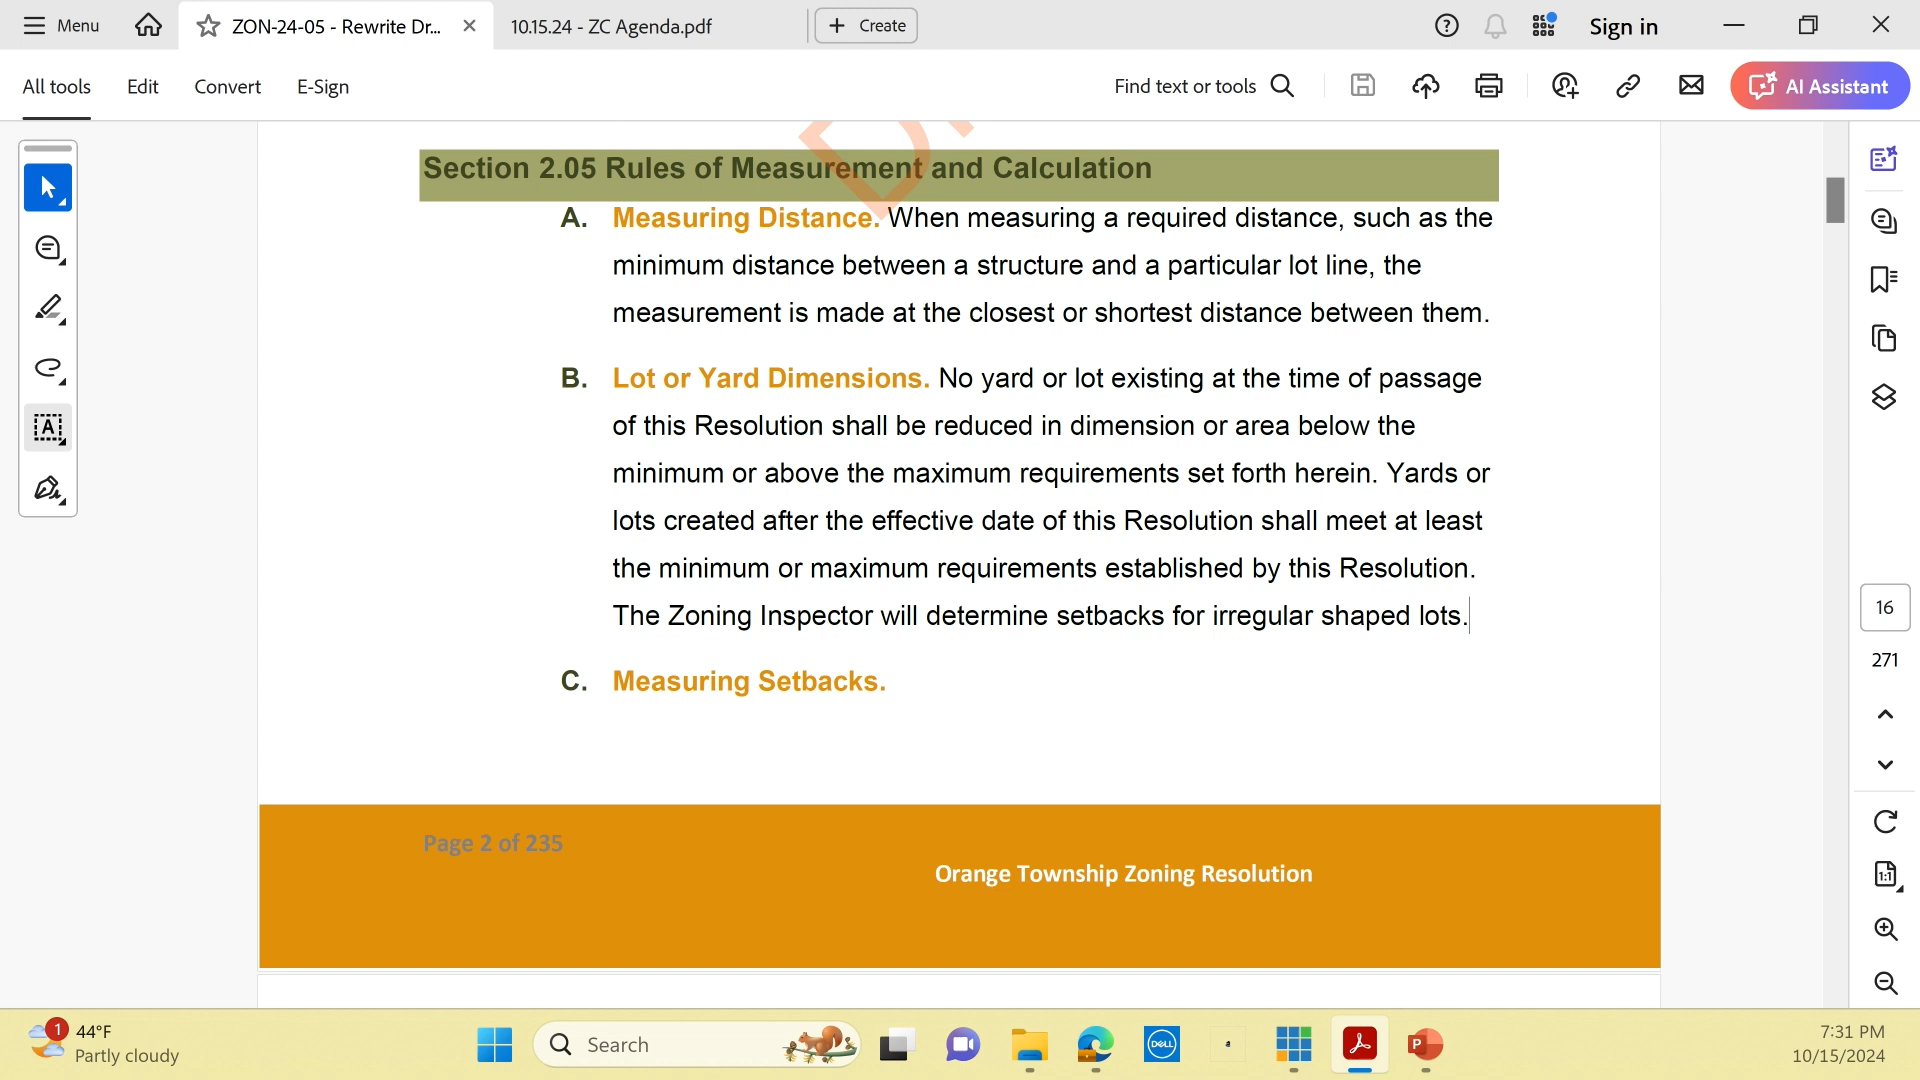 Menu
ZON-24-05 - Rewrite Dr...
10.15.24 - ZC Agenda.pdf
Create
Sign in
All tools
Edit
Convert
E-Sign
Find text or tools
AI Assistant
Section 2.05 Rules of Measurement and Calculation
A. Measuring Distance. When measuring a required distance, such as the
minimum distance between a structure and a particular lot line, the
measurement is made at the closest or shortest distance between them.
B. Lot or Yard Dimensions. No yard or lot existing at the time of passage
of this Resolution shall be reduced in dimension or area below the
minimum or above the maximum requirements set forth herein. Yards or
lots created after the effective date of this Resolution shall meet at least
the minimum or maximum requirements established by this Resolution.
The Zoning Inspector will determine setbacks for irregular shaped lots.
C. Measuring Setbacks.
16
271
1:1
Page 2 of 235
Orange Township Zoning Resolution
1
44°F
Partly cloudy
Search
DELL
a
P
7:31 PM
10/15/2024